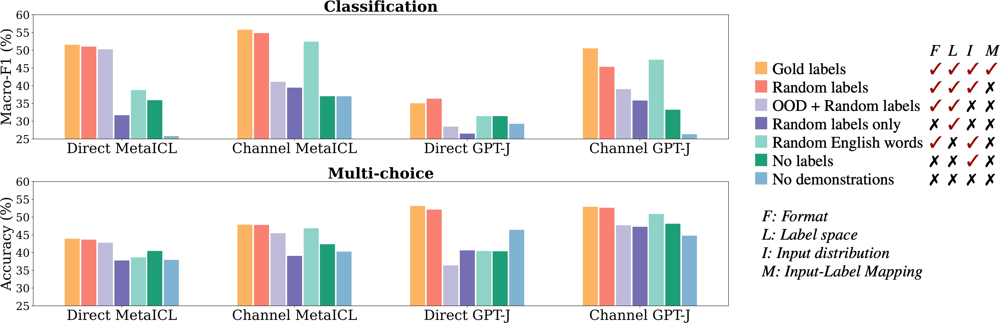 Classification
Macro-F1 (%)
60
55
50
45
40
35
30
25
Direct MetaICL Channel MetaICL Direct GPT-J Channel GPT-J
Multi-choice
Accuracy (%)
60
55
50
45
40
35
30
25
Direct MetaICL Channel MetaICL Direct GPT-J Channel GPT-J
F L I M
Gold labels ✓ ✓ ✓ ✓
Random labels ✓ ✓ ✓ ✗
OOD + Random labels ✓ ✓ ✗ ✗
Random labels only ✗ ✓ ✗ ✗
Random English words ✓ ✗ ✓ ✗
No labels ✗ ✗ ✓ ✗
No demonstrations ✗ ✗ ✗ ✗
F: Format
L: Label space
I: Input distribution
M: Input-Label Mapping